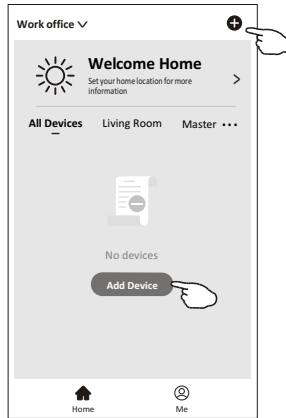 Work office
Welcome Home
Set your home location for more
information
All Devices Living Room Master ...
No devices
Add Device
Home Me